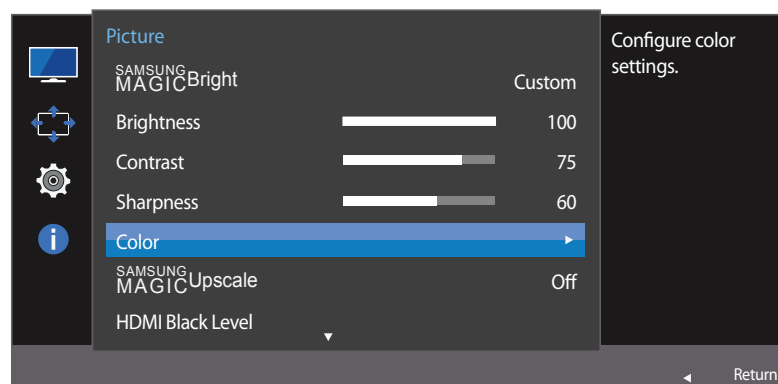 Picture
SAMSUNG
MAGICBright Custom
Brightness 100
Contrast 75
Sharpness 60
Color
SAMSUNG
MAGICUpscale Off
HDMI Black Level
Configure color
settings.
Return